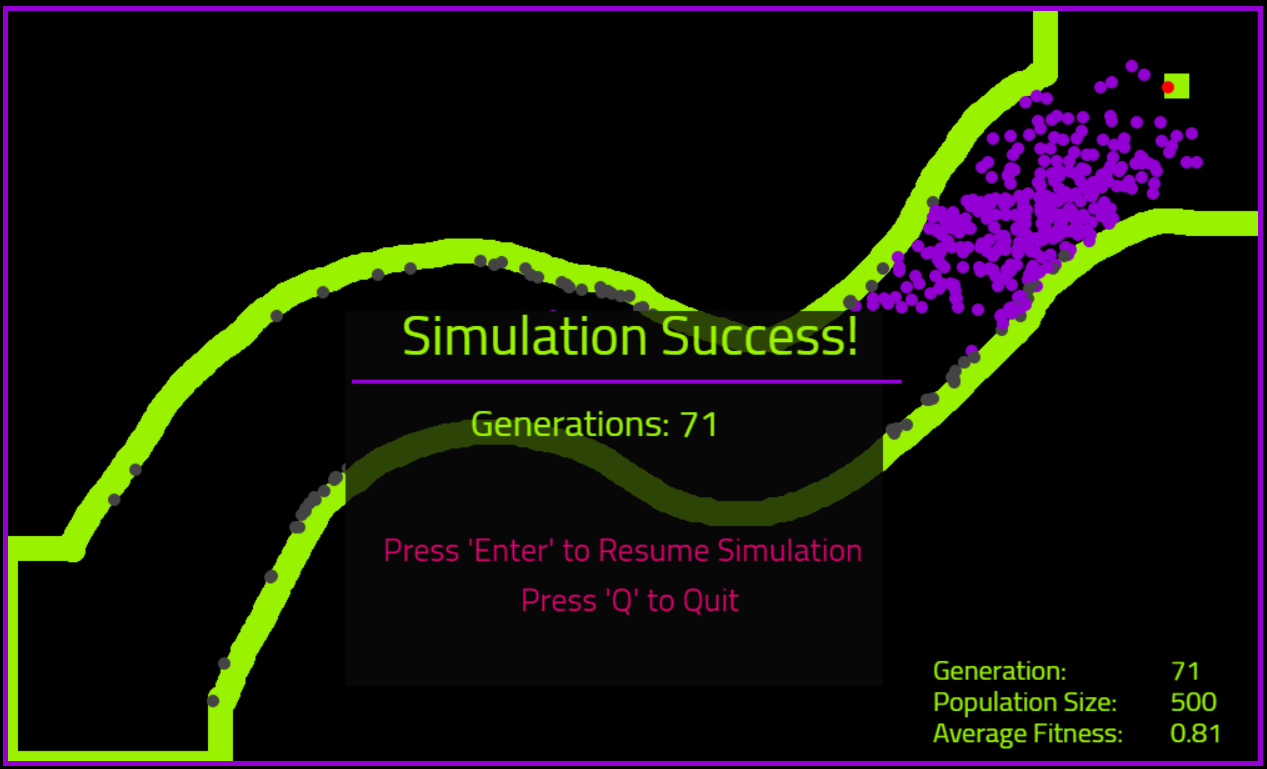 Simulation Success!
Generations: 71
Press 'Enter' to Resume Simulation
Press 'Q' to Quit
Generation: 71
Population Size: 500
Average Fitness: 0.81